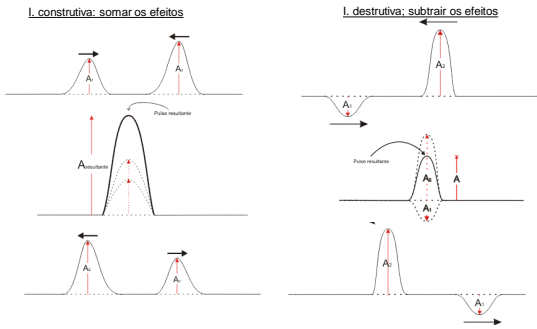 I. construtiva: somar os efeitos
A₁
A₂
Pulso resultante
Aresultante
A₂
A₁
I. destrutiva; subtrair os efeitos
A₂
A₁
Pulso resultante
A₂
A
A₁
A₂
A₁